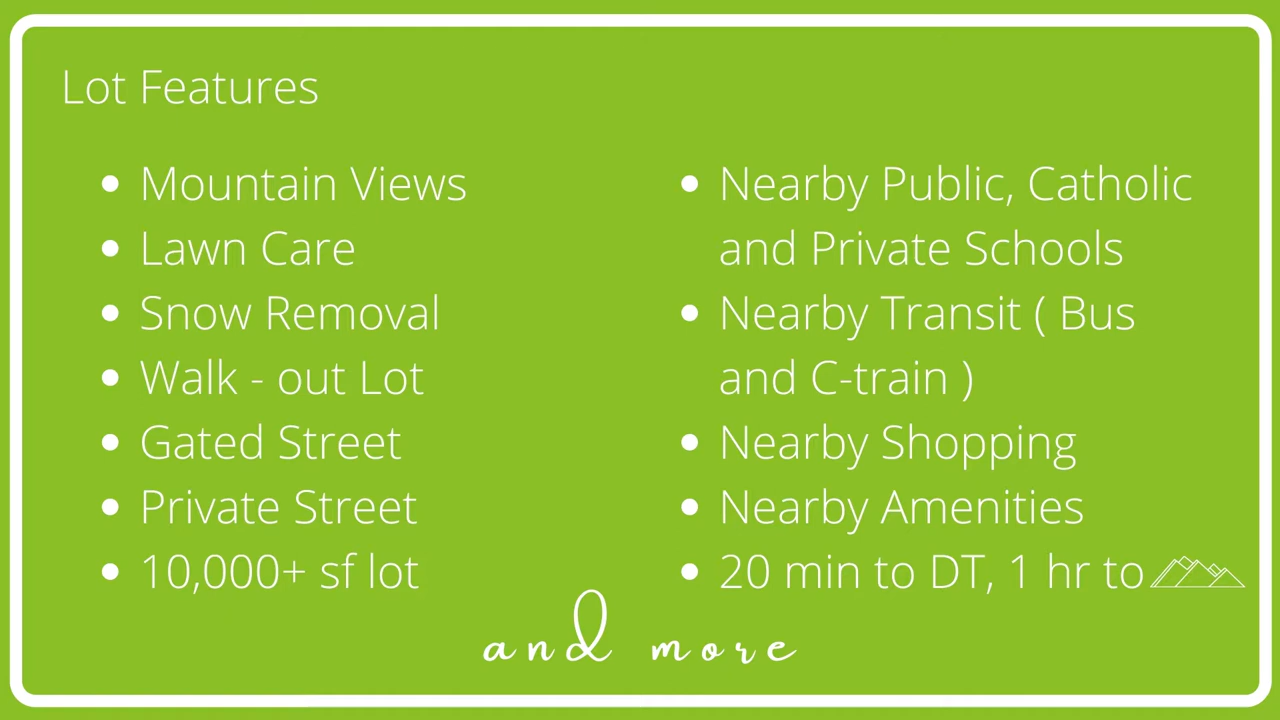 Lot Features
Mountain Views
Lawn Care
Snow Removal
Walk - out Lot
Gated Street
Private Street
10,000+ sf lot
Nearby Public, Catholic
and Private Schools
Nearby Transit ( Bus
and C-train )
Nearby Shopping
Nearby Amenities
20 min to DT, 1 hr to
and more